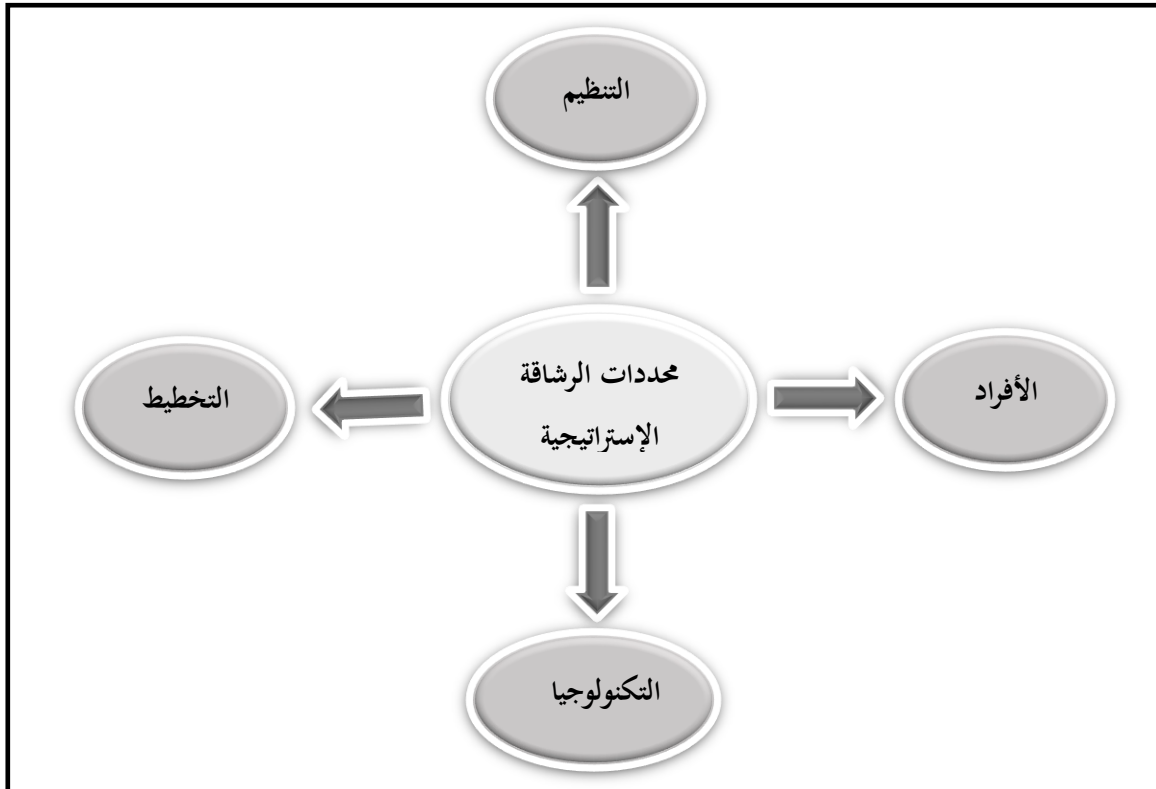 التنظيم
محددات الرشاقة
الإستراتيجية
الأفراد
التخطيط
التكنولوجيا